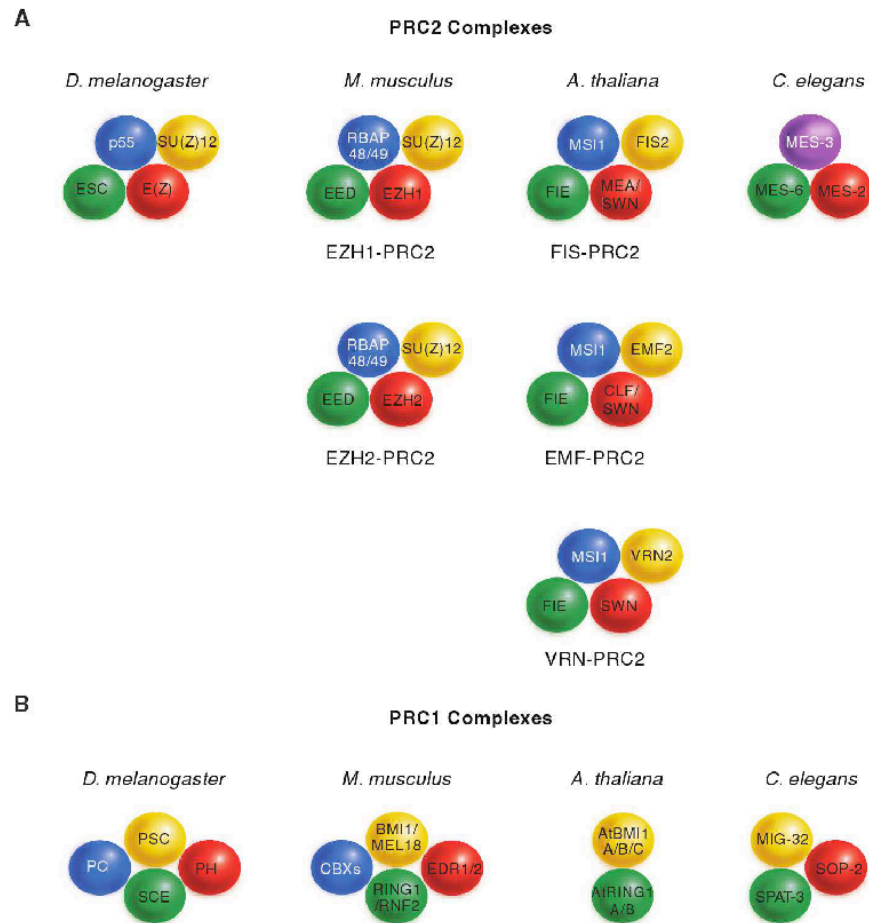 A
PRC2 Complexes
D. melanogaster
M. musculus
A. thaliana
C. elegans
p55
SU(Z)12
ESC
E(Z)
RBAP
48/49
SU(Z)12
EED
EZH1
EZH1-PRC2
MSI1
FIS2
FIE
MEA/
SWN
FIS-PRC2
MES-3
MES-6
MES-2
RBAP
48/49
SU(Z)12
EED
EZH2
EZH2-PRC2
MSI1
EMF2
FIE
CLF/
SWN
EMF-PRC2
MSI1
VRN2
FIE
SWN
VRN-PRC2
B
PRC1 Complexes
D. melanogaster
M. musculus
A. thaliana
C. elegans
PSC
PC
PH
SCE
BMI1/
MEL18
CBXs
EDR1/2
RING1
/RNF2
AtBMI1
A/B/C
AtRING1
A/B
MIG-32
SOP-2
SPAT-3